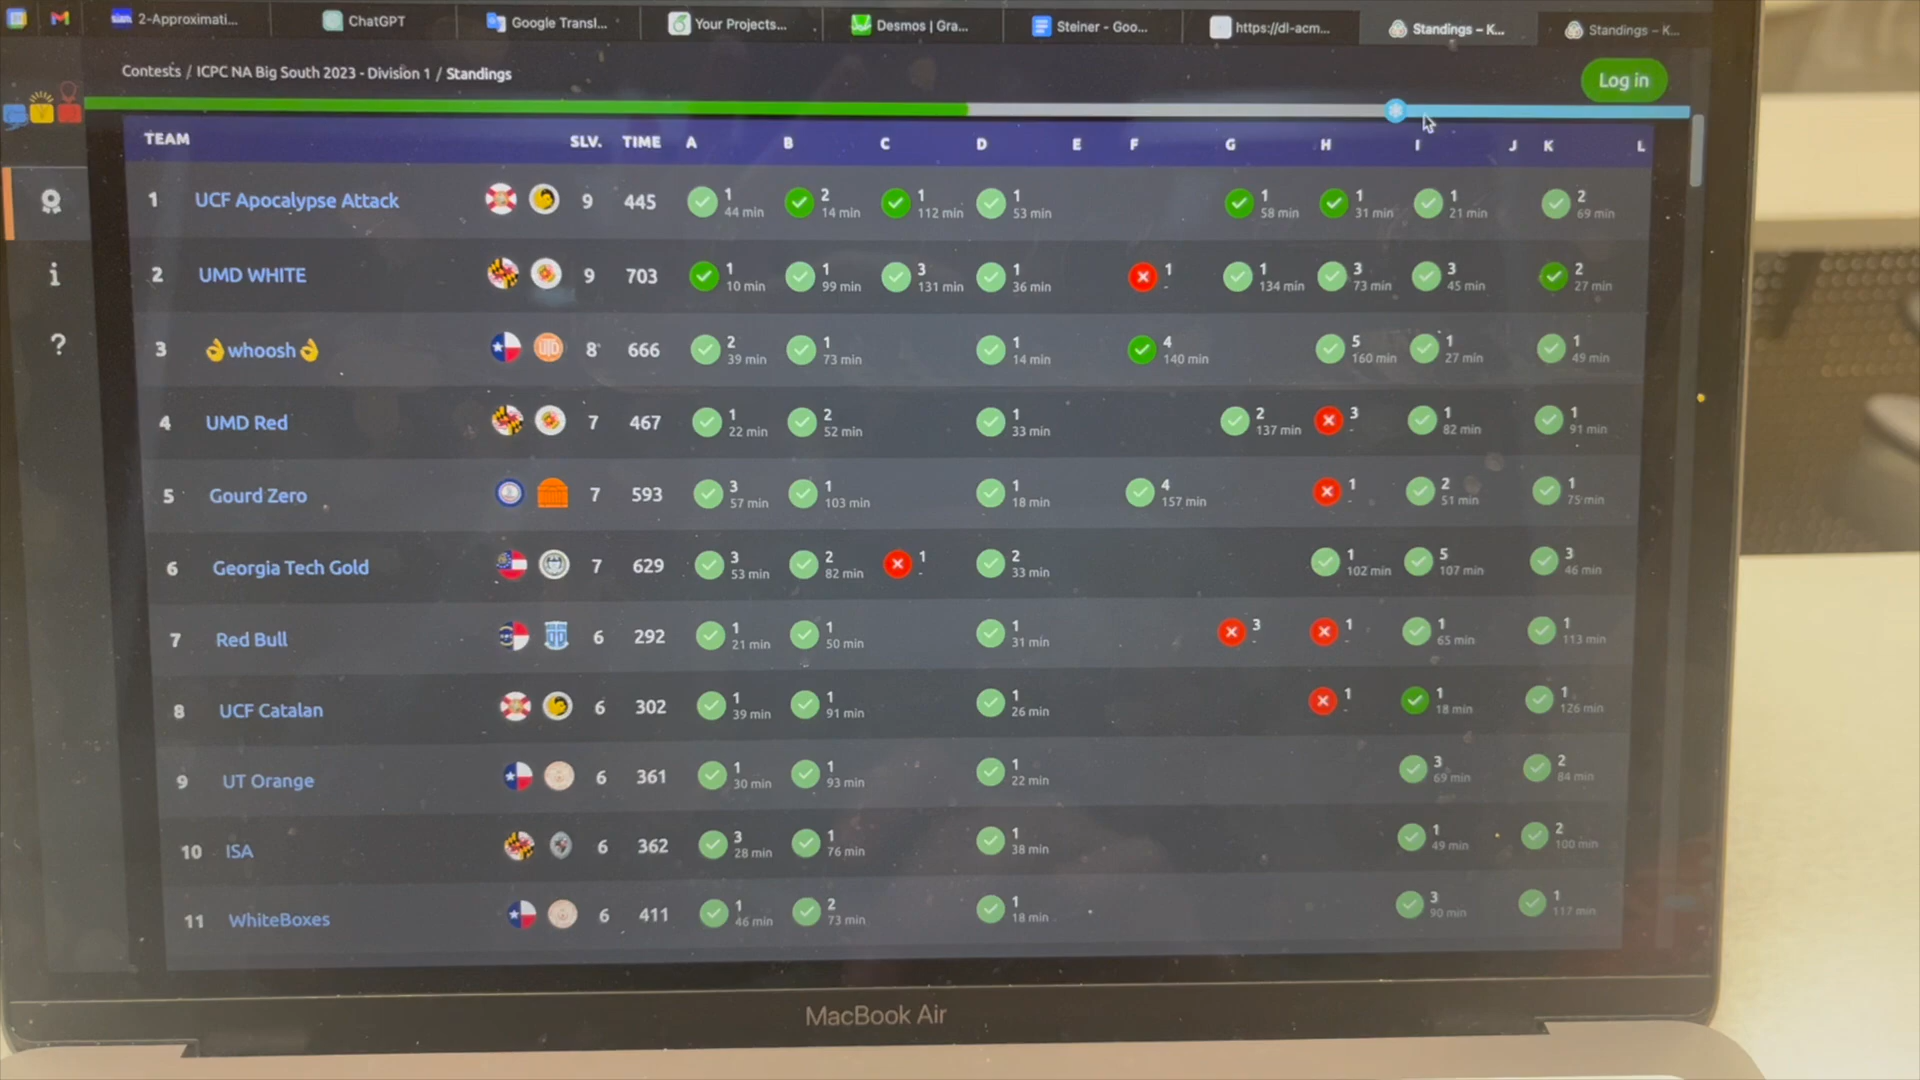 2-Approximati... ChatGPT Google Transl... Your Projects... Desmos | Gra... Steiner - Goo... https://dl-acm... Standings – K... Standings – K...
Contests / ICPC NA Big South 2023 - Division 1 / Standings
Log in
TEAM SLV. TIME A B C D E F G H I J K L
1 UCF Apocalypse Attack 9 445 1 2 1 1 1 1 1 2
44 min 14 min 112 min 53 min 58 min 31 min 21 min 69 min
2 UMD WHITE 9 703 1 1 3 1 1 1 3 3 2
10 min 99 min 131 min 36 min - 134 min 73 min 45 min 27 min
3 👌whoosh👌 UTD 8 666 2 1 1 4 5 1 1
39 min 73 min 14 min 140 min 160 min 27 min 49 min
4 UMD Red 7 467 1 2 1 2 3 1 1
22 min 52 min 33 min 137 min - 82 min 91 min
5 Gourd Zero 7 593 3 1 1 4 1 2 1
57 min 103 min 18 min 157 min - 51 min 75 min
6 Georgia Tech Gold 7 629 3 2 1 2 1 5 3
53 min 82 min - 33 min 102 min 107 min 46 min
7 Red Bull 6 292 1 1 1 3 1 1 1
21 min 50 min 31 min - - 65 min 113 min
8 UCF Catalan 6 302 1 1 1 1 1 1
39 min 91 min 26 min - 18 min 126 min
9 UT Orange 6 361 1 1 1 3 2
30 min 93 min 22 min 69 min 84 min
10 ISA 6 362 3 1 1 1 2
28 min 76 min 38 min 49 min 100 min
11 WhiteBoxes 6 411 1 2 1 3 1
46 min 73 min 18 min 90 min 117 min
MacBook Air